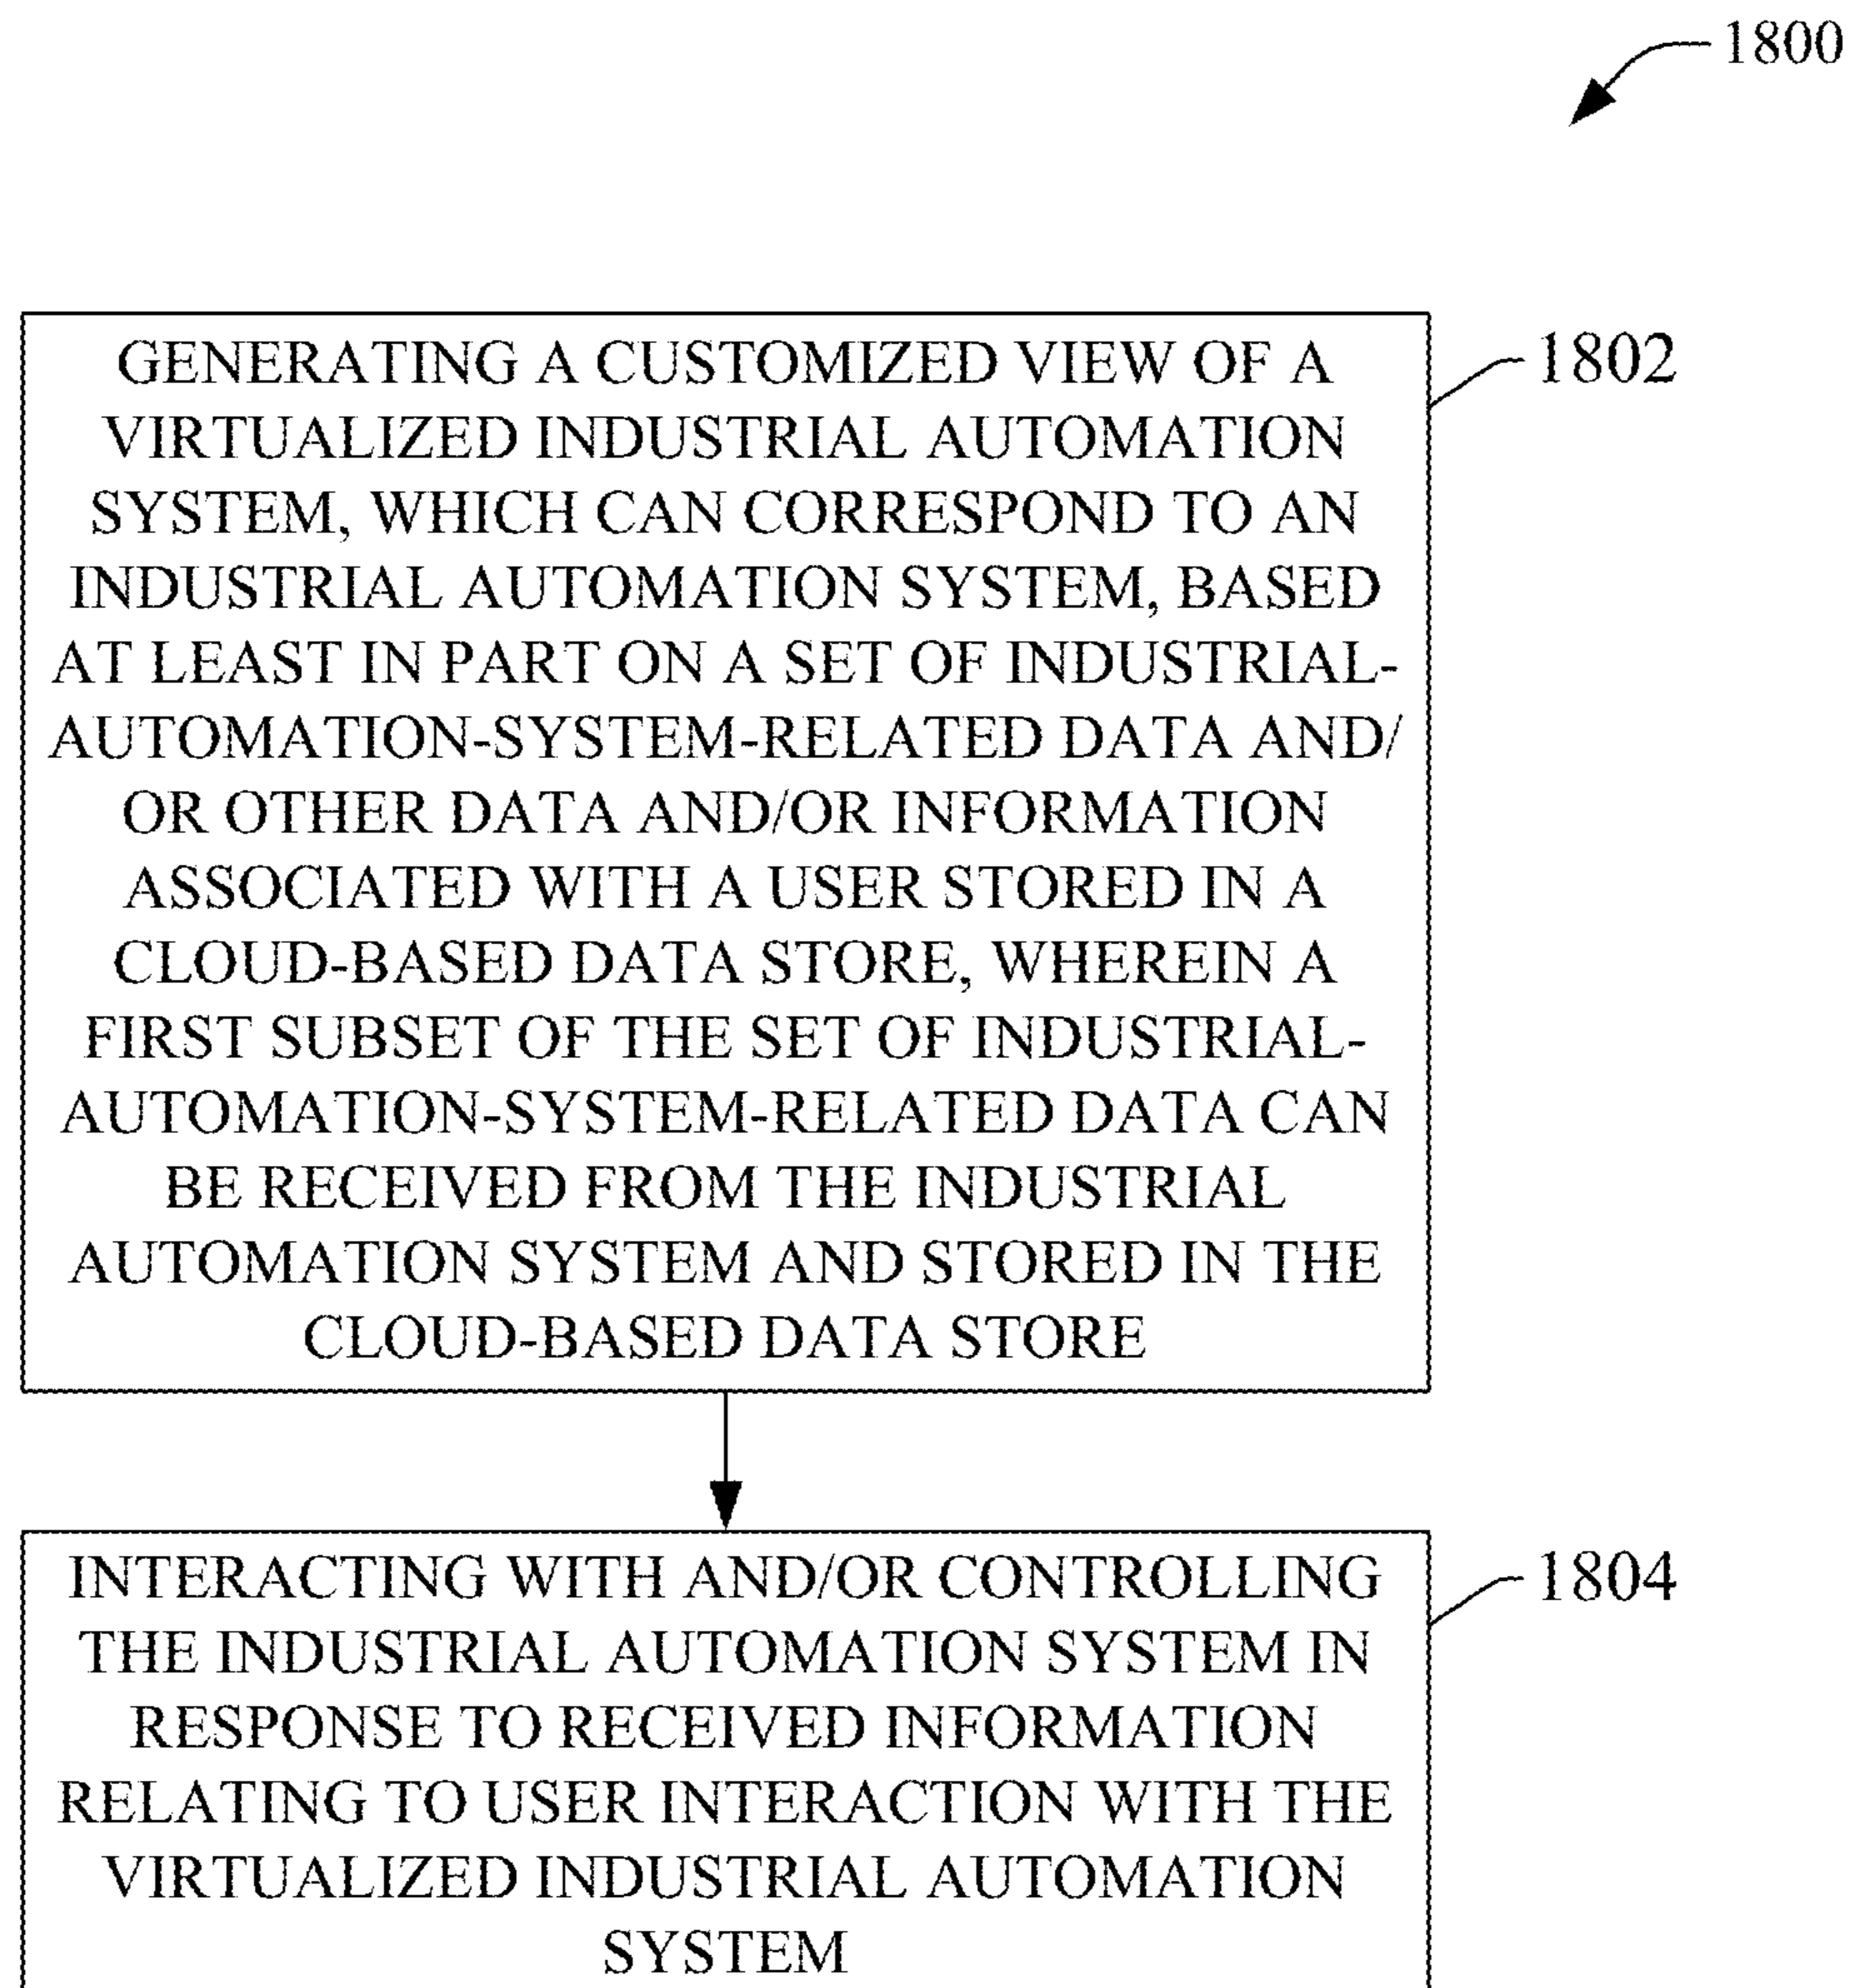 1800
GENERATING A CUSTOMIZED VIEW OF A
1802
VIRTUALIZED INDUSTRIAL AUTOMATION
SYSTEM, WHICH CAN CORRESPOND TO AN
INDUSTRIAL AUTOMATION SYSTEM, BASED
AT LEAST IN PART ON A SET OF INDUSTRIAL-
AUTOMATION-SYSTEM-RELATED DATA AND/
OR OTHER DATA AND/OR INFORMATION
ASSOCIATED WITH A USER STORED IN A
CLOUD-BASED DATA STORE, WHEREIN A
FIRST SUBSET OF THE SET OF INDUSTRIAL-
AUTOMATION-SYSTEM-RELATED DATA CAN
BE RECEIVED FROM THE INDUSTRIAL
AUTOMATION SYSTEM AND STORED IN THE
CLOUD-BASED DATA STORE
INTERACTING WITH AND/OR CONTROLLING
1804
THE INDUSTRIAL AUTOMATION SYSTEM IN
RESPONSE TO RECEIVED INFORMATION
RELATING TO USER INTERACTION WITH THE
VIRTUALIZED INDUSTRIAL AUTOMATION
SYSTEM